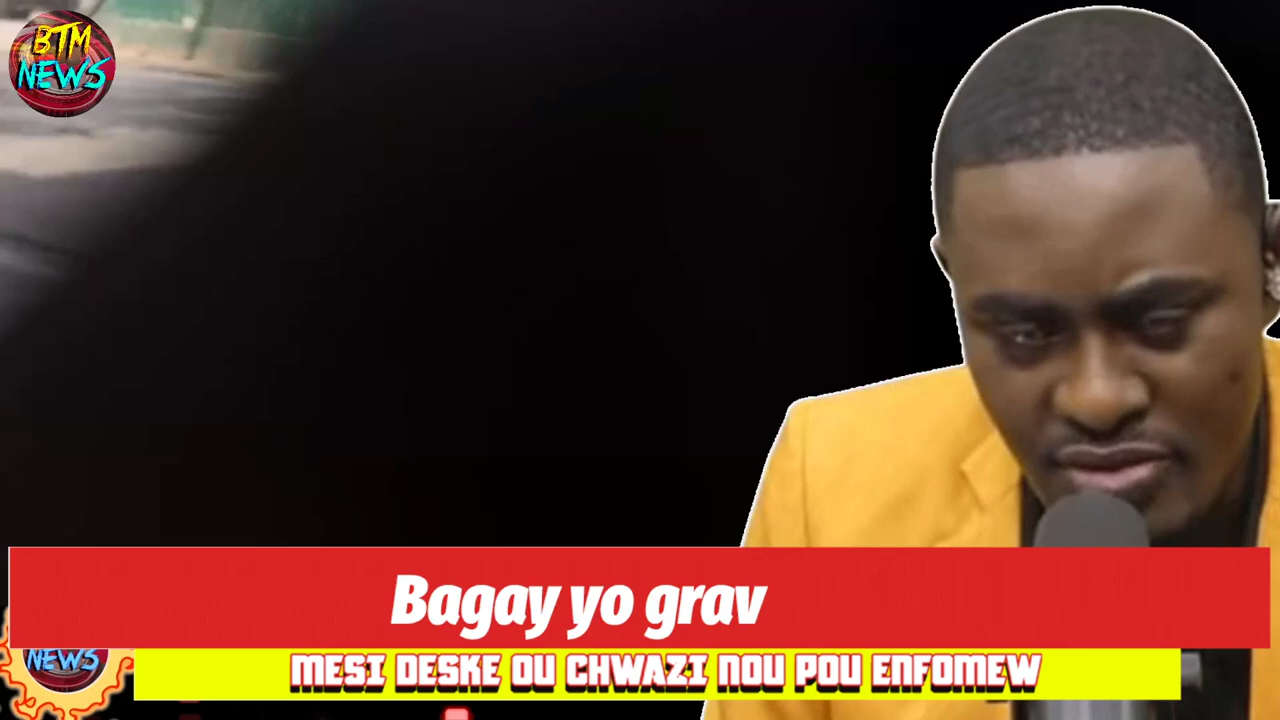 BTM
NEWS
Bagay yo grav
NEWS
MESI DESKE OU CHWAZI NOU POU ENFOMEW